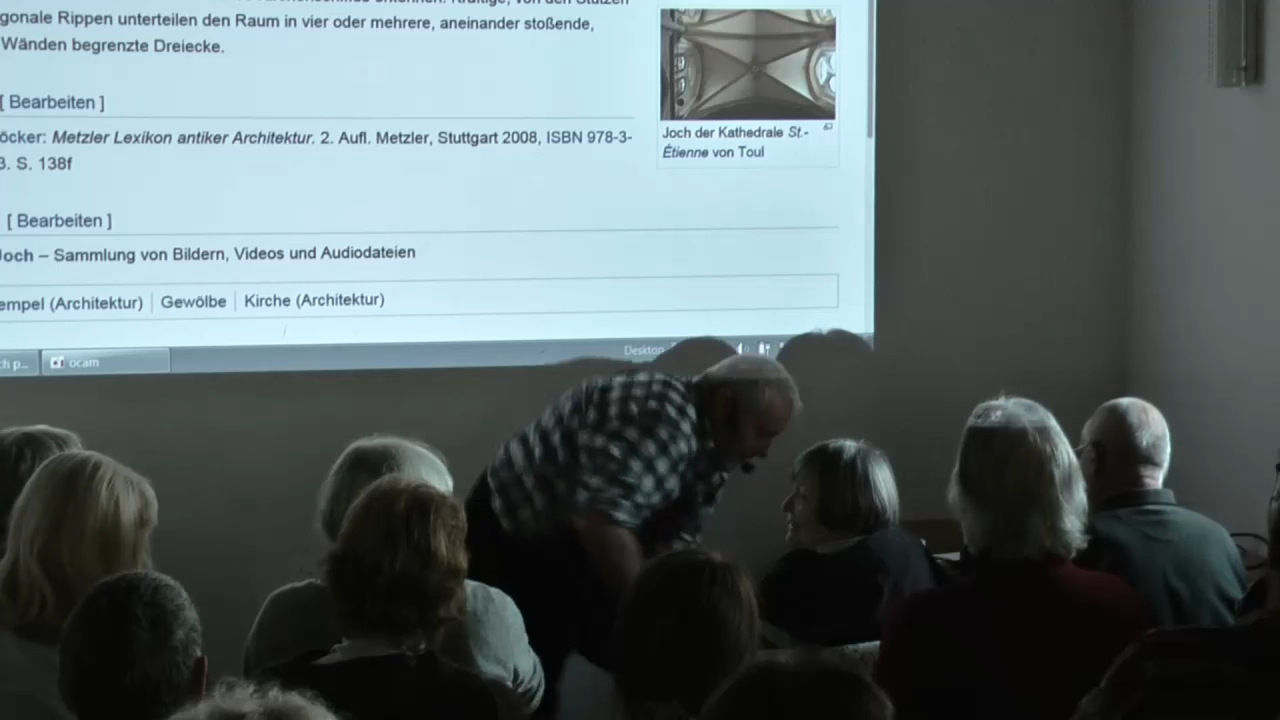 gonale Rippen unterteilen den Raum in vier oder mehrere, aneinander stoßende,
Wänden begrenzte Dreiecke.
[ Bearbeiten ]
öcker: Metzler Lexikon antiker Architektur. 2. Aufl. Metzler, Stuttgart 2008, ISBN 978-3-
3. S. 138f
Joch der Kathedrale St.-
Étienne von Toul
[ Bearbeiten ]
Joch – Sammlung von Bildern, Videos und Audiodateien
empel (Architektur) | Gewölbe | Kirche (Architektur)
ch p...
ocam
Desktop